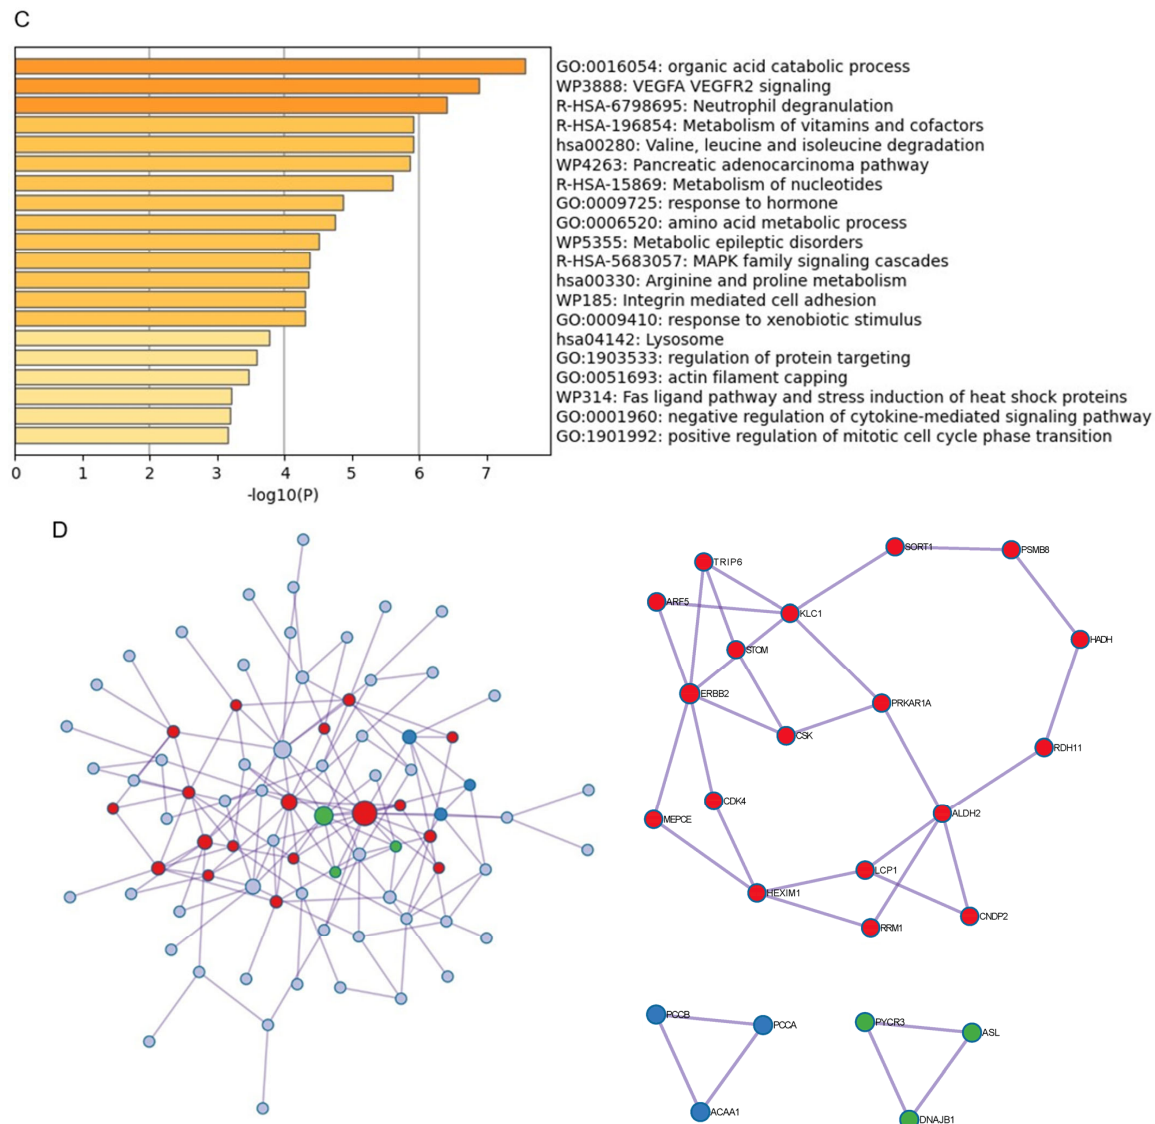 C
GO:0016054: organic acid catabolic process
WP3888: VEGFA VEGFR2 signaling
R-HSA-6798695: Neutrophil degranulation
R-HSA-196854: Metabolism of vitamins and cofactors
hsa00280: Valine, leucine and isoleucine degradation
WP4263: Pancreatic adenocarcinoma pathway
R-HSA-15869: Metabolism of nucleotides
GO:0009725: response to hormone
GO:0006520: amino acid metabolic process
WP5355: Metabolic epileptic disorders
R-HSA-5683057: MAPK family signaling cascades
hsa00330: Arginine and proline metabolism
WP185: Integrin mediated cell adhesion
GO:0009410: response to xenobiotic stimulus
hsa04142: Lysosome
GO:1903533: regulation of protein targeting
GO:0051693: actin filament capping
WP314: Fas ligand pathway and stress induction of heat shock proteins
GO:0001960: negative regulation of cytokine-mediated signaling pathway
GO:1901992: positive regulation of mitotic cell cycle phase transition
0 1 2 3 4 5 6 7
-log10(P)
D
SORT1
PSMB8
TRIP6
ARF5
KLC1
HADH
STOM
ERBB2
PRKAR1A
CSK
RDH11
CDK4
MEPCE
ALDH2
LCP1
HEXIM1
CNDP2
RRM1
PCCB
PCCA
ACAA1
PYCR3
ASL
DNAJB1